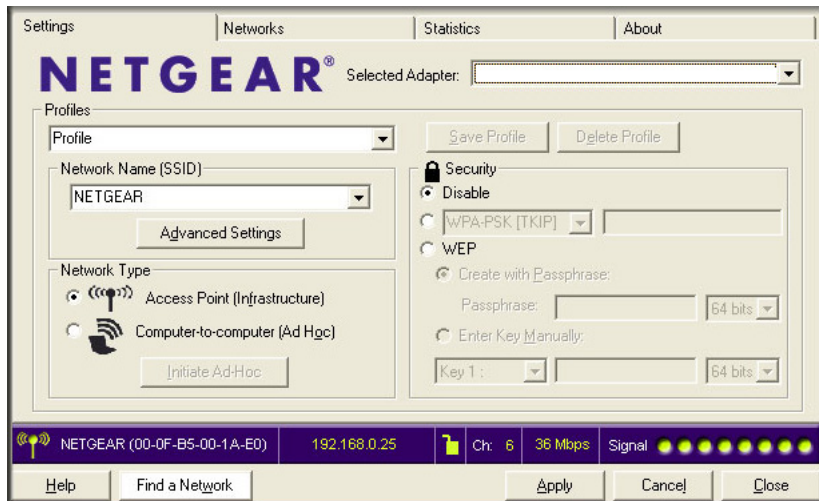 Settings
Networks
Statistics
About
NETGEAR® Selected Adapter:
Profiles
Profile
Save Profile
Delete Profile
Network Name (SSID)
NETGEAR
Advanced Settings
Network Type
Access Point (Infrastructure)
Computer-to-computer (Ad Hoc)
Initiate Ad-Hoc
Security
Disable
WPA-PSK [TKIP]
WEP
Create with Passphrase:
Passphrase:
64 bits
Enter Key Manually:
Key 1 :
64 bits
NETGEAR (00-0F-B5-00-1A-E0) 192.168.0.25 Ch: 6 36 Mbps Signal
Help
Find a Network
Apply
Cancel
Close